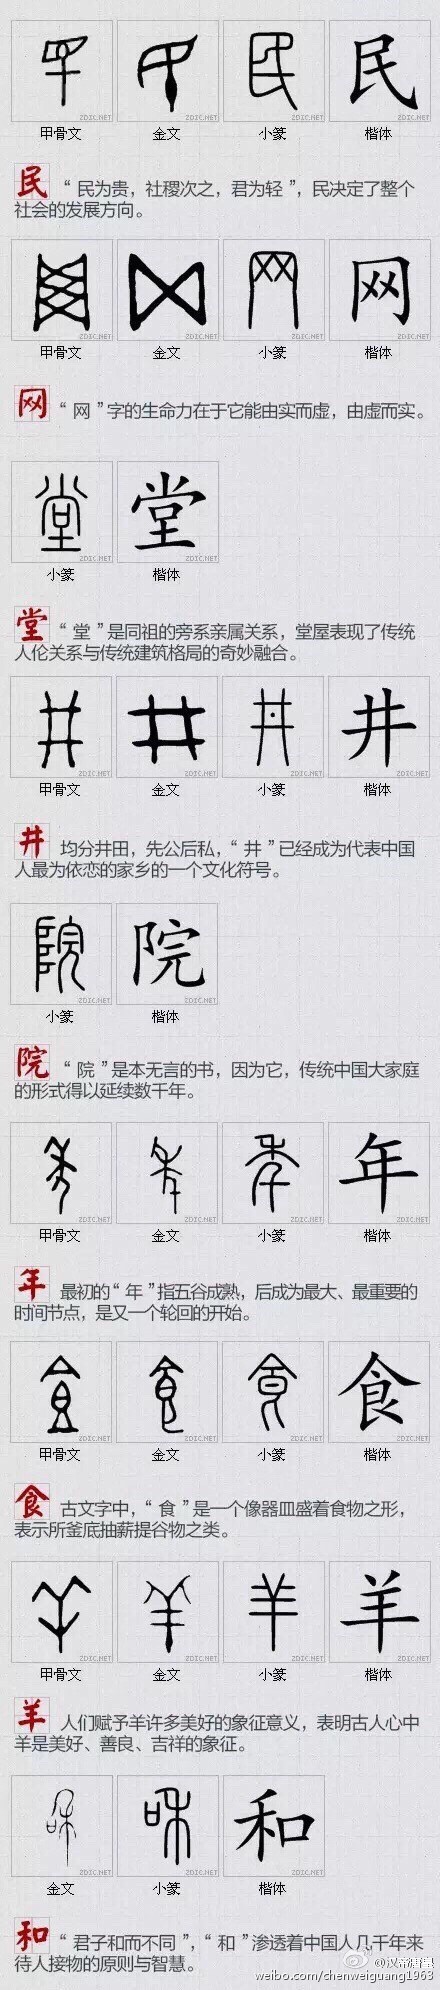 民
甲骨文 金文 小篆 楷体
民 “民为贵，社稷次之，君为轻”，民决定了整个
社会的发展方向。
网
甲骨文 金文 小篆 楷体
网 “网”字的生命力在于它能由实而虚，由虚而实。
堂
小篆 楷体
堂 “堂”是同祖的旁系亲属关系，堂屋表现了传统
人伦关系与传统建筑格局的奇妙融合。
井
甲骨文 金文 小篆 楷体
井 均分井田，先公后私，“井”已经成为代表中国
人最为依恋的家乡的一个文化符号。
院
小篆 楷体
院 “院”是本无言的书，因为它，传统中国大家庭
的形式得以延续数千年。
年
甲骨文 金文 小篆 楷体
年 最初的“年”指五谷成熟，后成为最大、最重要的
时间节点，是又一个轮回的开始。
食
甲骨文 金文 小篆 楷体
食 古文字中，“食”是一个像器皿盛着食物之形，
表示所釜底抽薪提谷物之类。
羊
甲骨文 金文 小篆 楷体
羊 人们赋予羊许多美好的象征意义，表明古人心中
羊是美好、善良、吉祥的象征。
和
金文 小篆 楷体
和 “君子和而不同”，“和”渗透着中国人几千年来
待人接物的原则与智慧。
weibo.com/chenweiguang1963